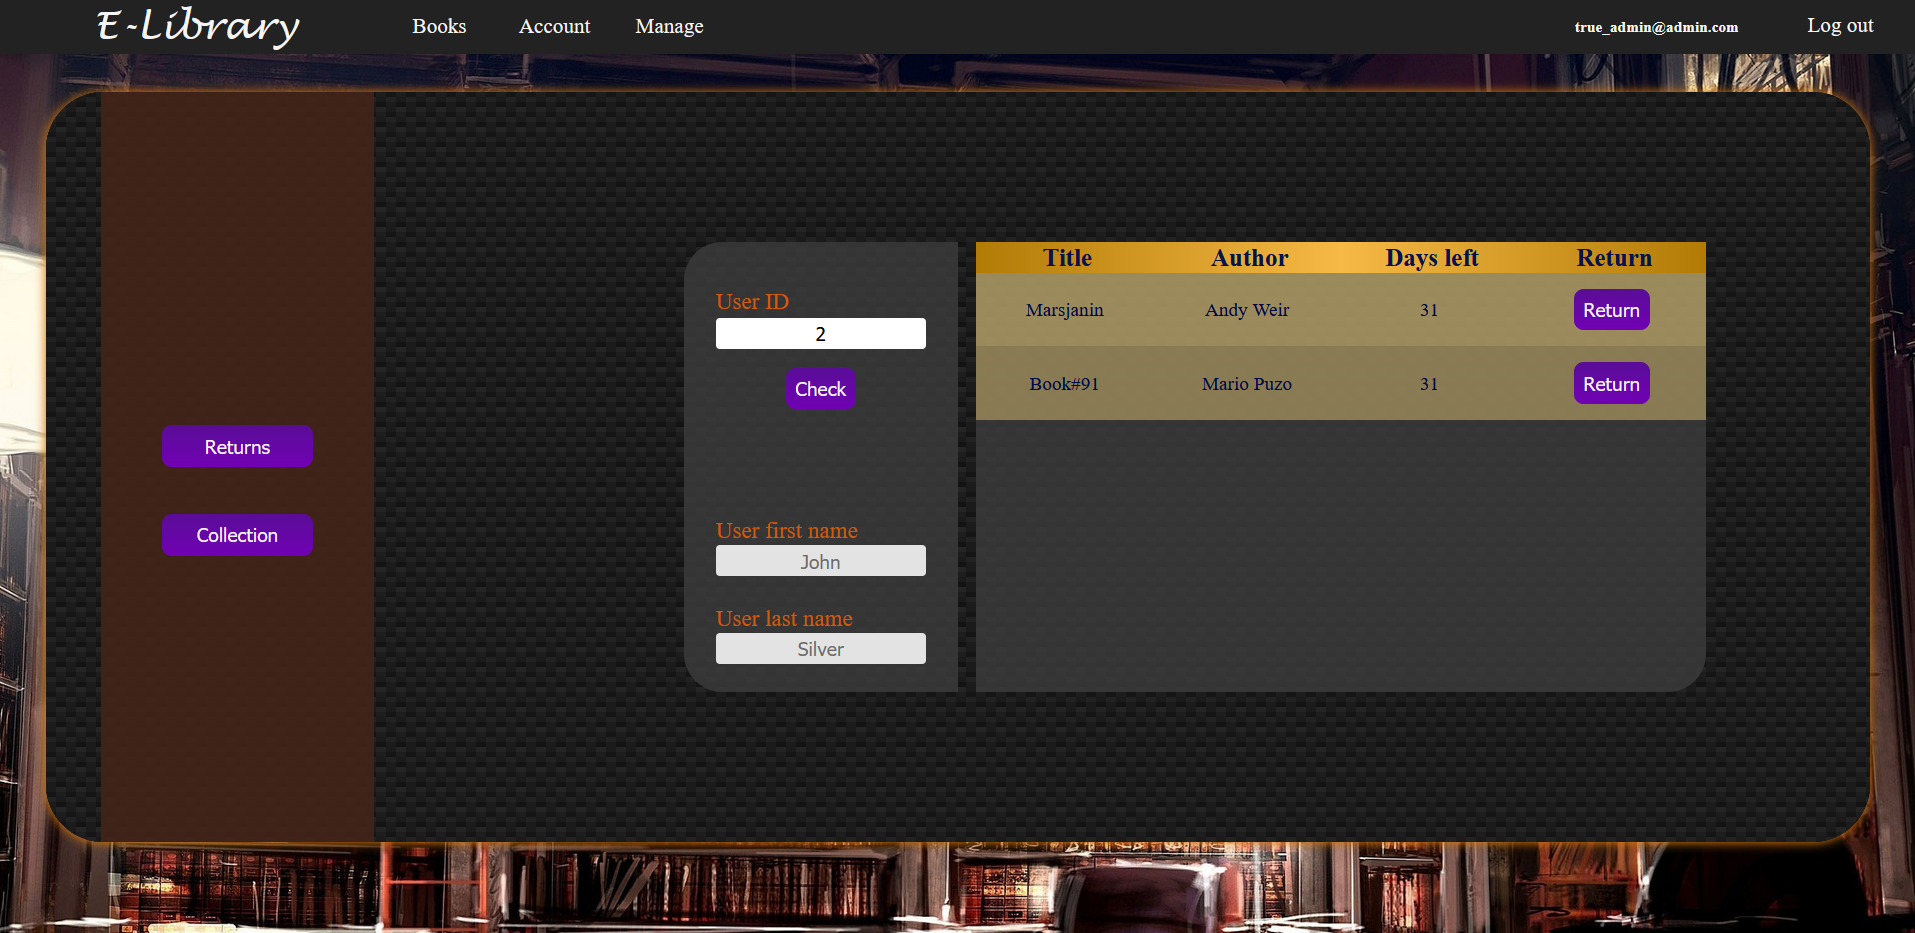 E-Library
Books Account Manage
true_admin@admin.com
Log out
Returns
Collection
User ID
2
Check
User first name
John
User last name
Silver
Title Author Days left Return
Marsjanin Andy Weir 31 Return
Book#91 Mario Puzo 31 Return